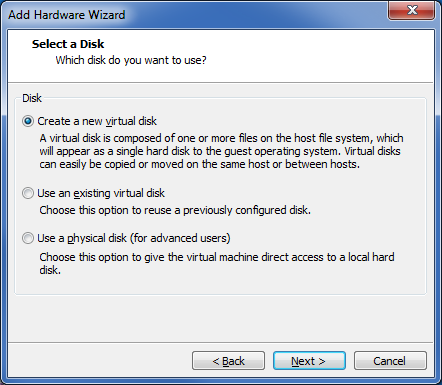 Add Hardware Wizard
Select a Disk
Which disk do you want to use?
Disk
Create a new virtual disk
A virtual disk is composed of one or more files on the host file system, which
will appear as a single hard disk to the guest operating system. Virtual disks
can easily be copied or moved on the same host or between hosts.
Use an existing virtual disk
Choose this option to reuse a previously configured disk.
Use a physical disk (for advanced users)
Choose this option to give the virtual machine direct access to a local hard
disk.
< Back Next > Cancel